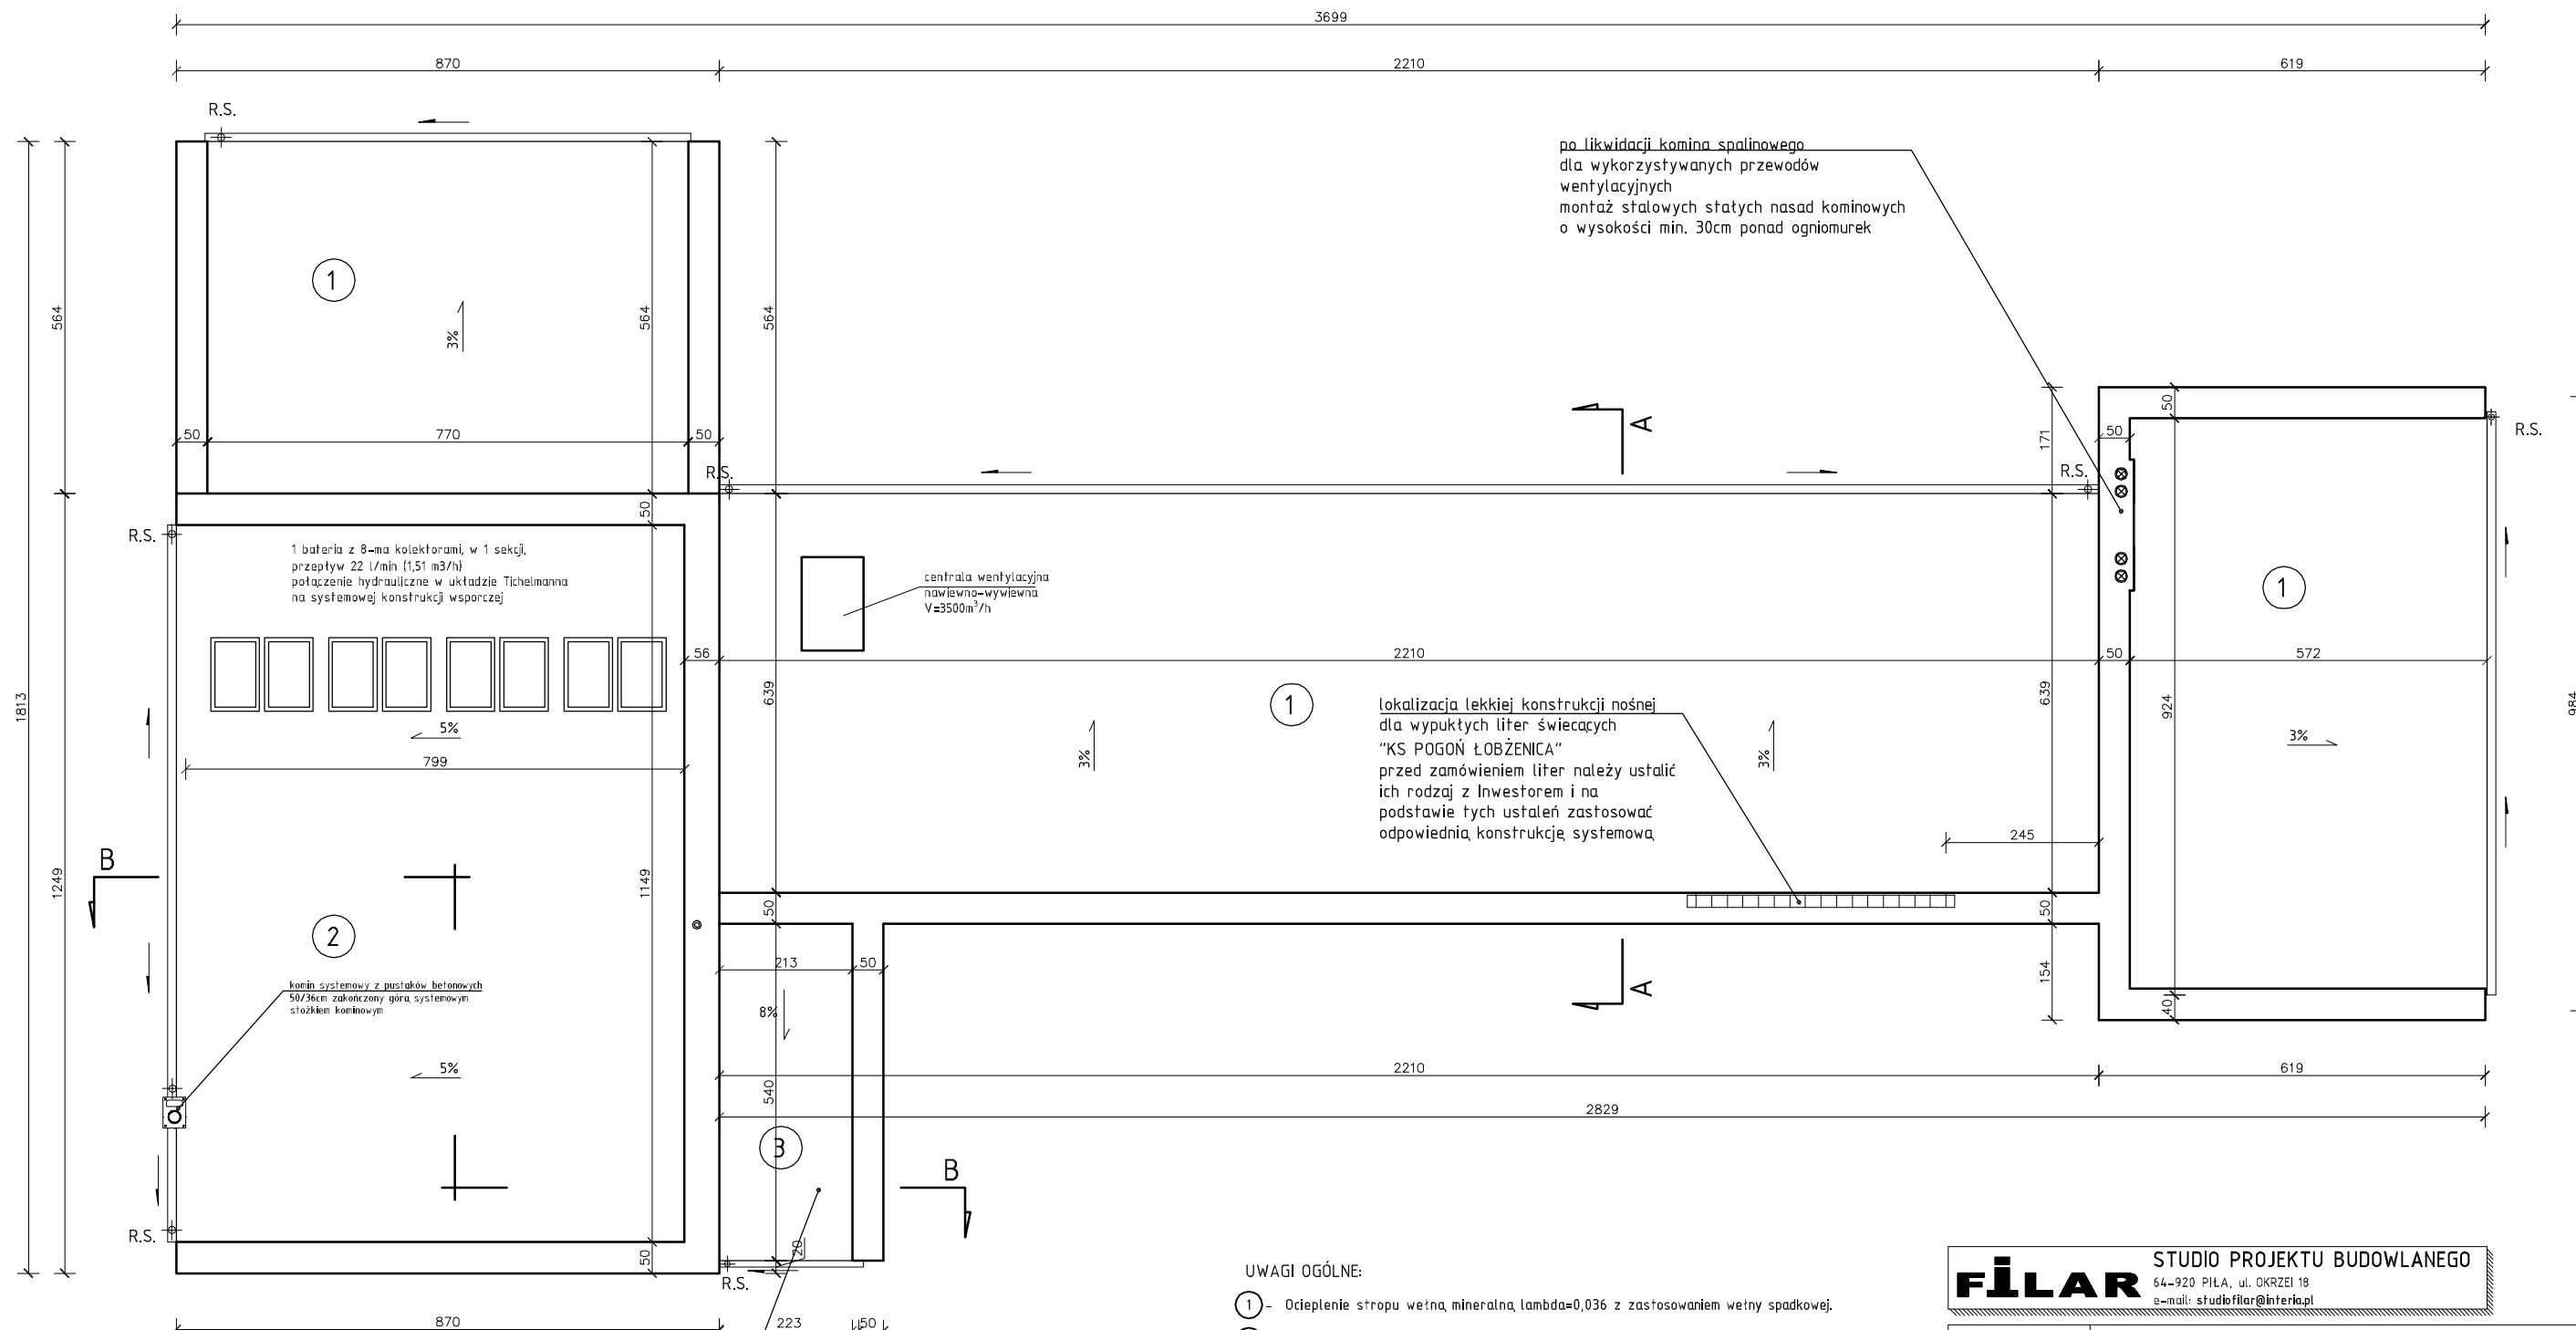 3699
870
2210
619
R.S.
po likwidacji komina spalinowego
dla wykorzystywanych przewodów
wentylacyjnych
montaż stalowych stałych nasad kominowych
o wysokości min. 30cm ponad ogniomurek
1
564
564
564
3%
50
770
50
R.S.
A
171
R.S.
50
50
R.S.
50
R.S.
1 bateria z 8-ma kolektorami, w 1 sekcji,
przepływ 22 l/min (1,51 m3/h)
połączenie hydrauliczne w układzie Tichelmanna
na systemowej konstrukcji wsporczej
centrala wentylacyjna
nawiewno-wywiewna
V=3500m³/h
1
56
2210
50
572
1813
639
1
639
924
984
lokalizacja lekkiej konstrukcji nośnej
dla wypukłych liter świecących
"KS POGOŃ ŁOBŻENICA"
przed zamówieniem liter należy ustalić
ich rodzaj z Inwestorem i na
podstawie tych ustaleń zastosować
odpowiednią konstrukcję systemową
5%
799
3%
3%
3%
245
B
1249
1149
50
50
2
213
50
A
154
40
komin systemowy z pustaków betonowych
50/36cm zakończony górą systemowym
stożkiem kominowym
8%
5%
540
2210
619
2829
3
B
R.S.
50
20
R.S.
UWAGI OGÓLNE:
1 - Ocieplenie stropu wełną mineralną lambda=0,036 z zastosowaniem wełny spadkowej.
FILAR
STUDIO PROJEKTU BUDOWLANEGO
64-920 PIŁA, ul. OKRZEI 18
e-mail: studiofilar@interia.pl
870
223
50